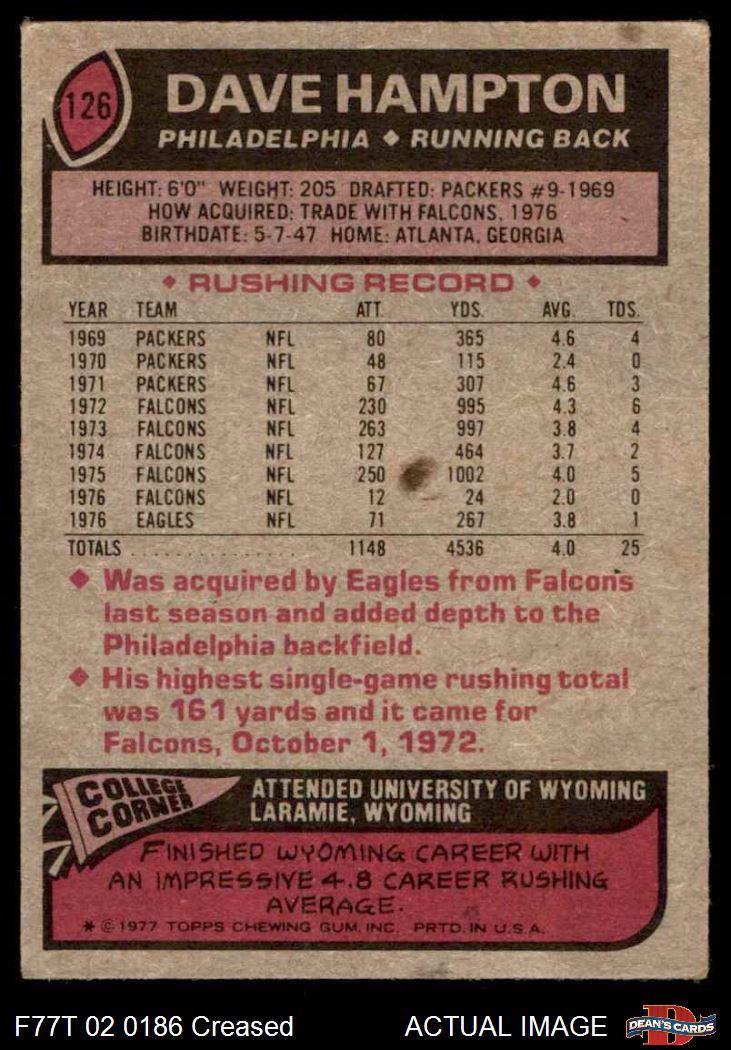 126
DAVE HAMPTON
PHILADELPHIA ♦ RUNNING BACK
HEIGHT: 6'0" WEIGHT: 205 DRAFTED: PACKERS #9-1969
HOW ACQUIRED: TRADE WITH FALCONS, 1976
BIRTHDATE: 5-7-47 HOME: ATLANTA, GEORGIA
♦ RUSHING RECORD ♦
YEAR TEAM ATT. YDS. AVG. TDS.
1969 PACKERS NFL 80 365 4.6 4
1970 PACKERS NFL 48 115 2.4 0
1971 PACKERS NFL 67 307 4.6 3
1972 FALCONS NFL 230 995 4.3 6
1973 FALCONS NFL 263 997 3.8 4
1974 FALCONS NFL 127 464 3.7 2
1975 FALCONS NFL 250 1002 4.0 5
1976 FALCONS NFL 12 24 2.0 0
1976 EAGLES NFL 71 267 3.8 1
TOTALS . . . . . . . . . . . . . . . 1148 4536 4.0 25
♦ Was acquired by Eagles from Falcons
last season and added depth to the
Philadelphia backfield.
♦ His highest single-game rushing total
was 161 yards and it came for
Falcons, October 1, 1972.
COLLEGE
CORNER
ATTENDED UNIVERSITY OF WYOMING
LARAMIE, WYOMING
FINISHED WYOMING CAREER WITH
AN IMPRESSIVE 4.8 CAREER RUSHING
AVERAGE.
* © 1977 TOPPS CHEWING GUM, INC. PRTD. IN U.S.A.
F77T 02 0186 Creased ACTUAL IMAGE
D
DEAN'S CARDS